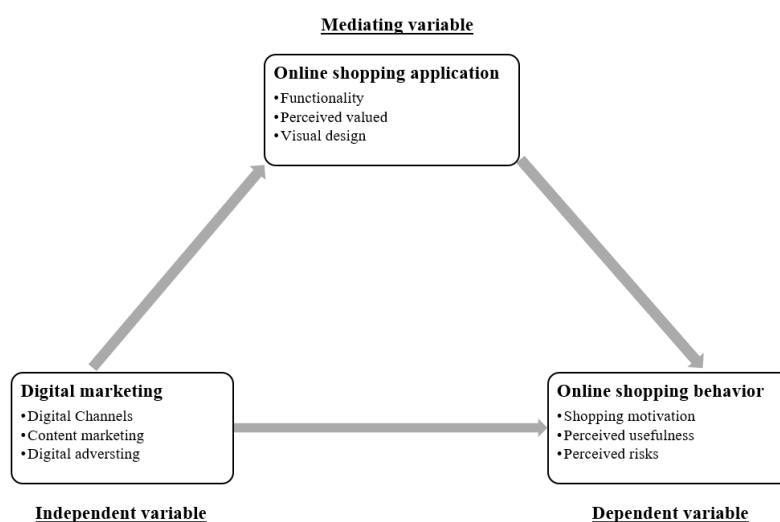 Mediating variable
Online shopping application
•Functionality
•Perceived valued
•Visual design
Digital marketing
•Digital Channels
•Content marketing
•Digital adversting
Independent variable
Online shopping behavior
•Shopping motivation
•Perceived usefulness
•Perceived risks
Dependent variable